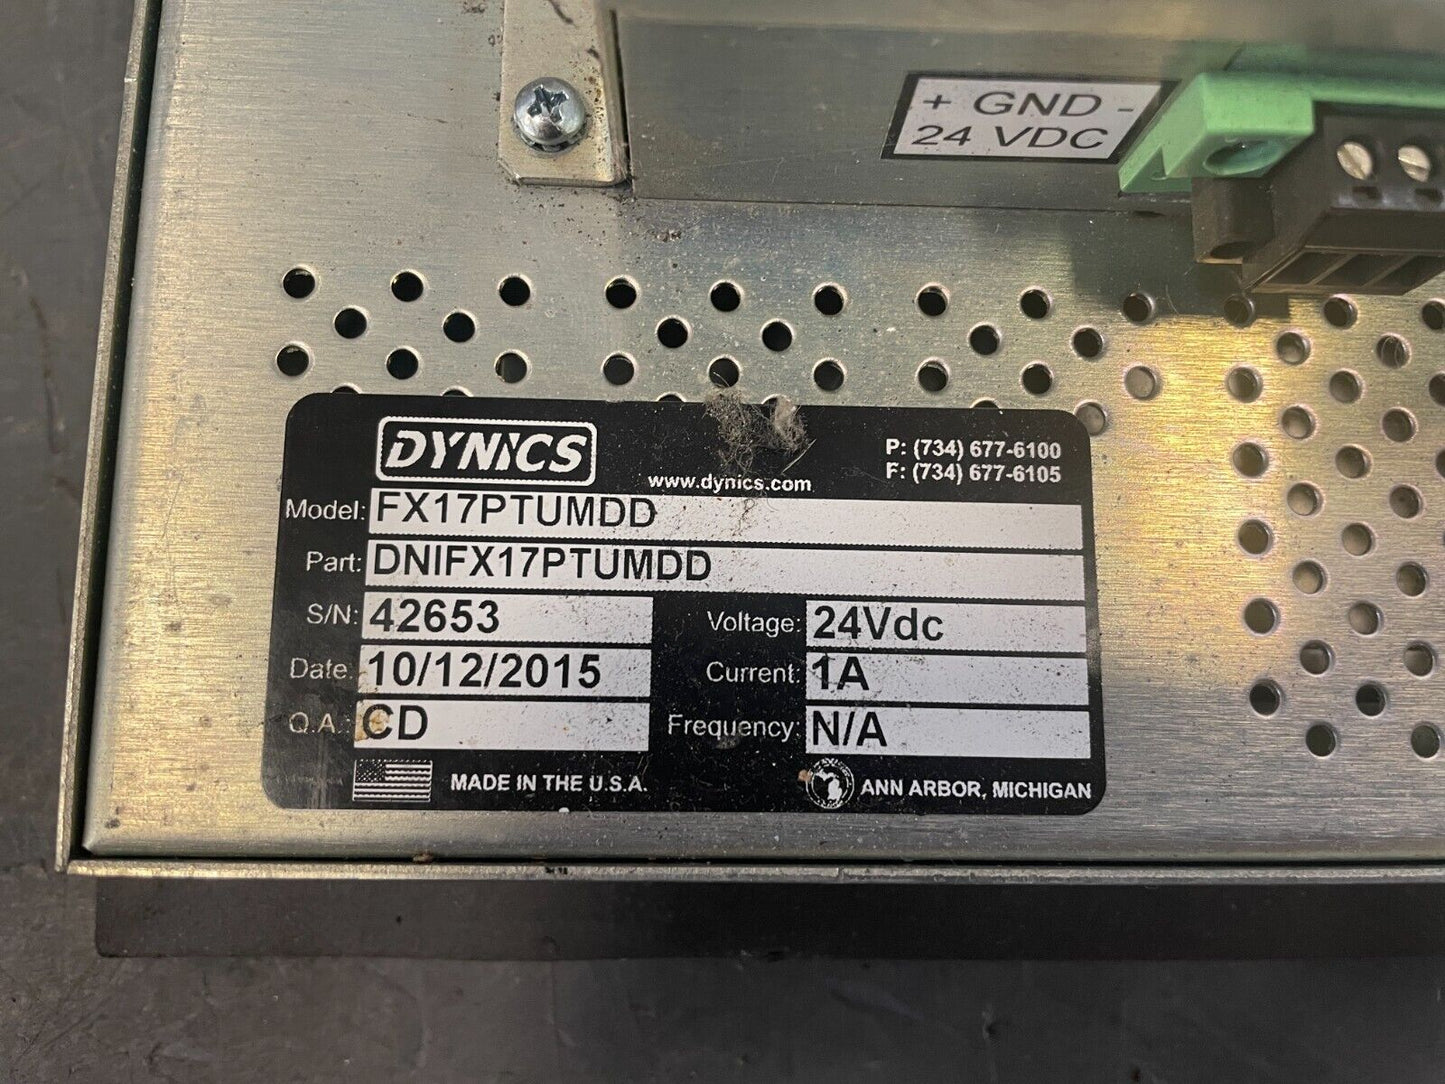 + GND -
24 VDC
DYNICS
www.dynics.com
P: (734) 677-6100
F: (734) 677-6105
Model: FX17PTUMDD
Part: DNIFX17PTUMDD
S/N: 42653
Voltage: 24Vdc
Date: 10/12/2015
Current: 1A
Q.A.: CD
Frequency: N/A
MADE IN THE U.S.A.
ANN ARBOR, MICHIGAN